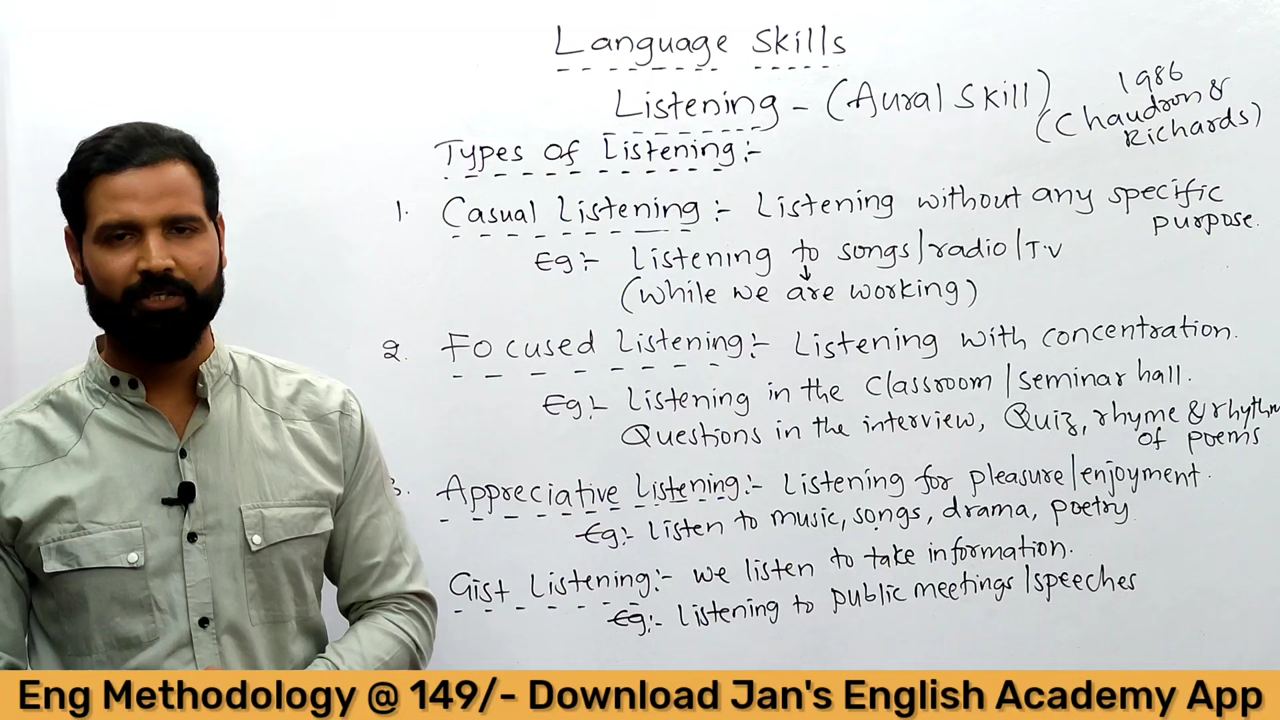 Language Skills
Listening - (Aural Skill)
1986
(Chaudron &
Richards)
Types of Listening:-
1. Casual Listening:- Listening without any specific
purpose.
Eg:- Listening to songs/radio/T.V
(While we are working)
2. Focused Listening:- Listening with concentration.
Eg:- Listening in the classroom/seminar hall.
Questions in the interview, Quiz, rhyme & rhythm
of poems
3. Appreciative Listening:- Listening for pleasure/enjoyment.
Eg:- Listen to music, songs, drama, poetry
Gist Listening:- we listen to take information.
Eg:- Listening to public meetings/speeches
Eng Methodology @ 149/- Download Jan's English Academy App